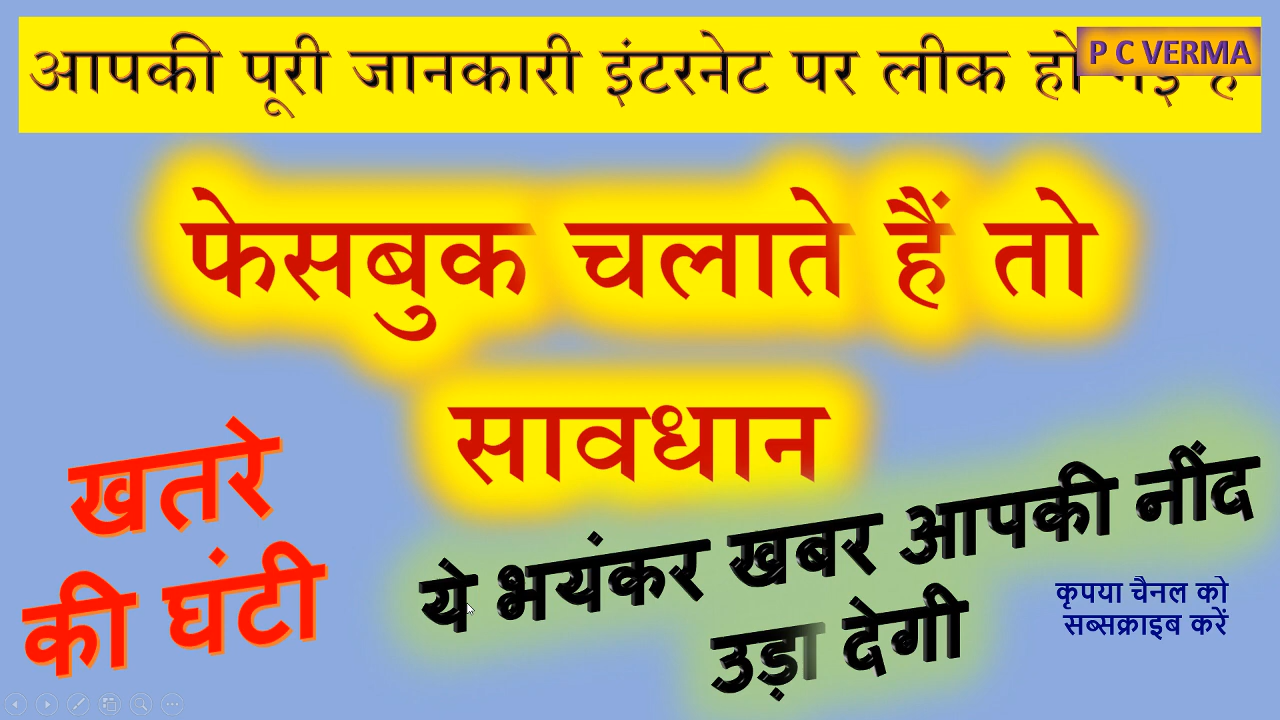 आपकी पूरी जानकारी इंटरनेट पर लीक हो गई है
P C VERMA
फेसबुक चलाते हैं तो
सावधान
खतरे
की घंटी
ये भयंकर खबर आपकी नींद
उड़ा देगी
कृपया चैनल को
सब्सक्राइब करें